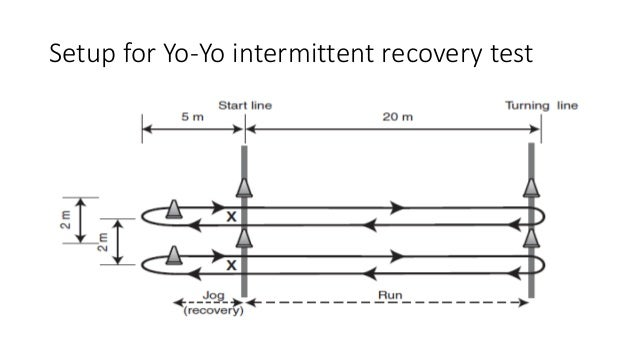 Setup for Yo-Yo intermittent recovery test
Start line
Turning line
5 m
20 m
2 m
2 m
X
X
Jog
(recovery)
Run